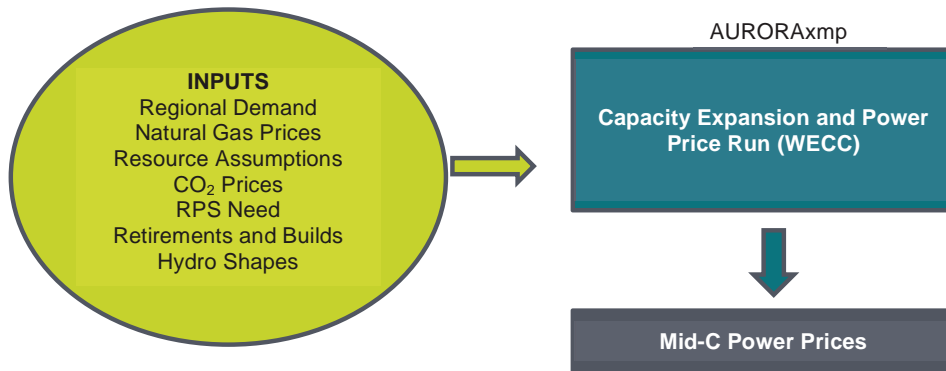 INPUTS
Regional Demand
Natural Gas Prices
Resource Assumptions
CO₂ Prices
RPS Need
Retirements and Builds
Hydro Shapes
AURORAxmp
Capacity Expansion and Power
Price Run (WECC)
Mid-C Power Prices